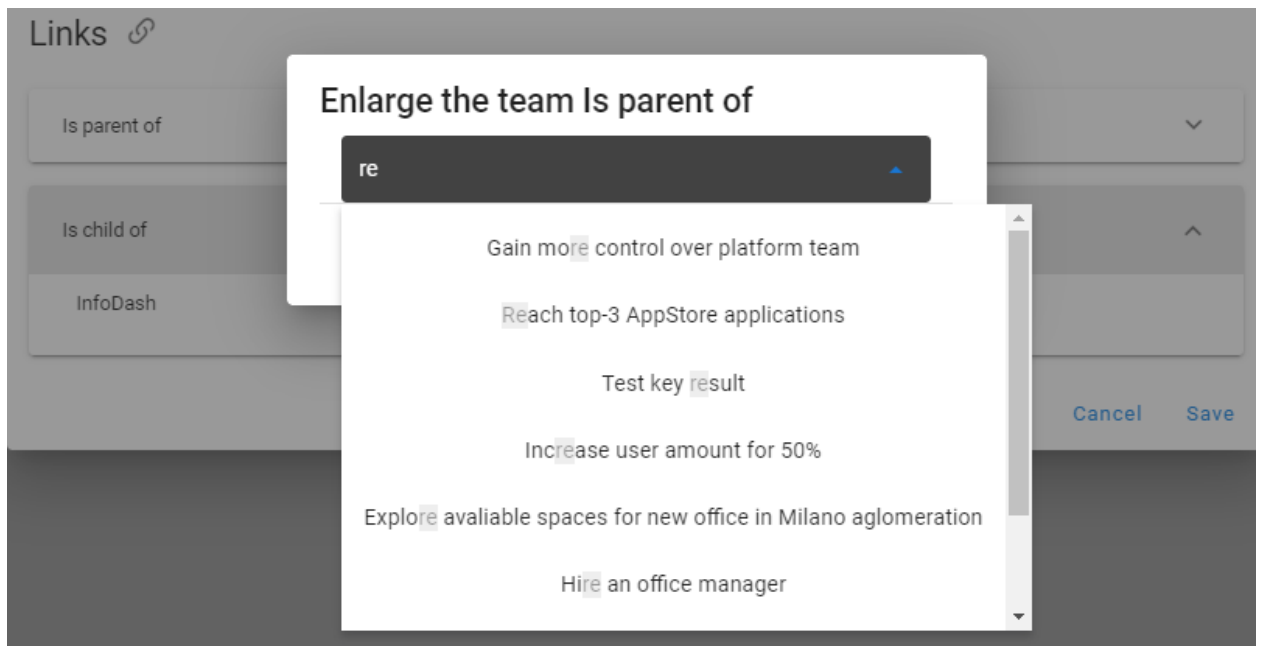 Links
Enlarge the team Is parent of
Is parent of
re
Is child of
Gain more control over platform team
InfoDash
Reach top-3 AppStore applications
Test key result
Cancel Save
Increase user amount for 50%
Explore avaliable spaces for new office in Milano aglomeration
Hire an office manager